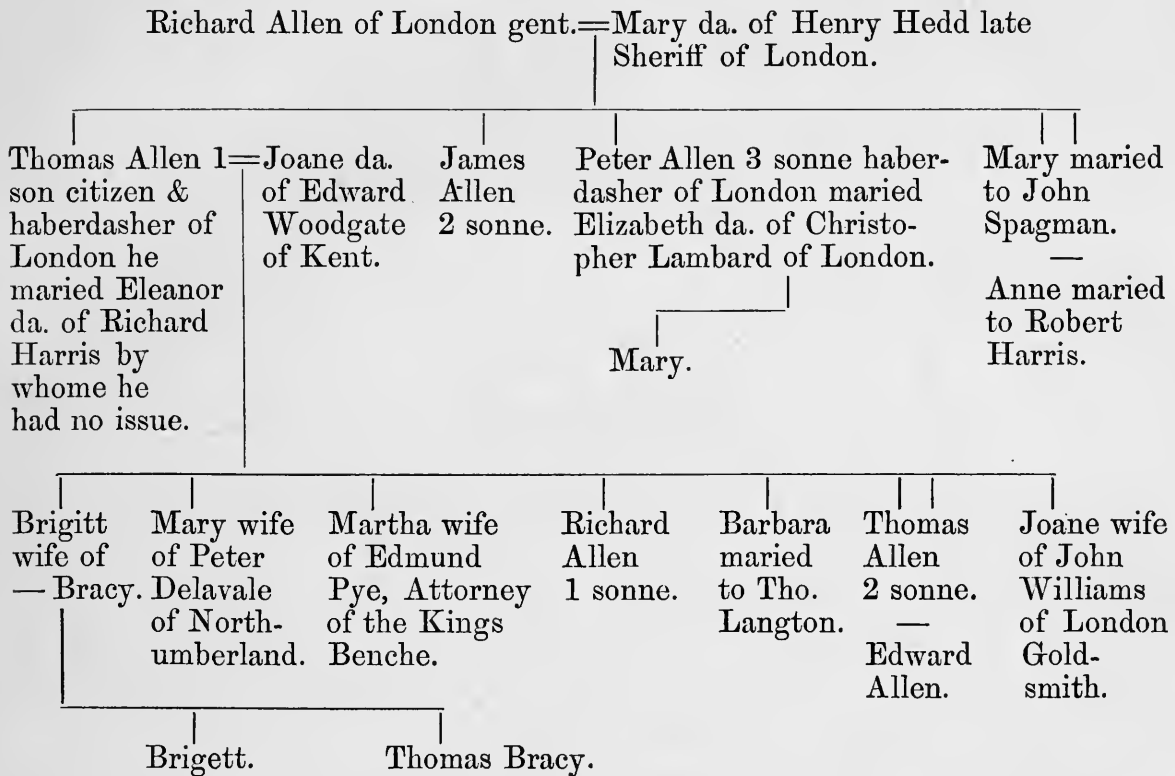 Richard Allen of London gent.=Mary da. of Henry Hedd late
Sheriff of London.
Thomas Allen 1=Joane da.
son citizen &
haberdasher of
London he
maried Eleanor
da. of Richard
Harris by
whome he
had no issue.
of Edward
Woodgate
of Kent.
James
Allen
2 sonne.
Peter Allen 3 sonne haber-
dasher of London maried
Elizabeth da. of Christo-
pher Lambard of London.
Mary.
Mary maried
to John
Spagman.
—
Anne maried
to Robert
Harris.
Brigitt
wife of
— Bracy.
Mary wife
of Peter
Delavale
of North-
umberland.
Martha wife
of Edmund
Pye, Attorney
of the Kings
Benche.
Richard
Allen
1 sonne.
Barbara
maried
to Tho.
Langton.
Thomas
Allen
2 sonne.
—
Edward
Allen.
Joane wife
of John
Williams
of London
Gold-
smith.
Brigett.
Thomas Bracy.